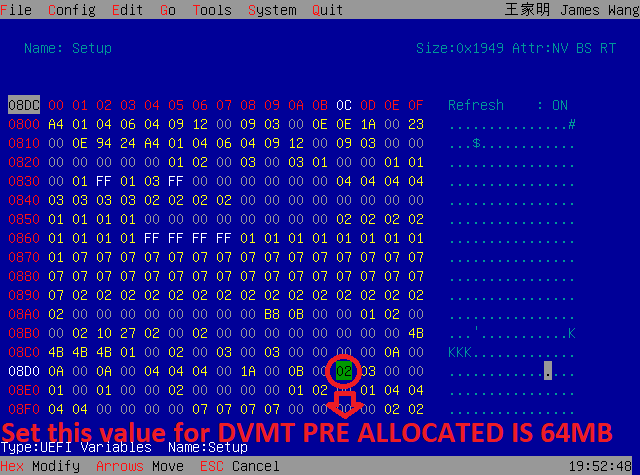 File Config Edit Go Tools System Quit 王家明 James Wang
Name: Setup Size:0x1949 Attr:NV BS RT
08DC 00 01 02 03 04 05 06 07 08 09 0A 0B 0C 0D 0E 0F Refresh : ON
0800 A4 01 04 06 04 09 12 00 09 03 00 0E 0E 1A 00 23 ...............#
0810 00 0E 94 24 A4 01 04 06 04 09 12 00 09 03 00 00 ...$............
0820 00 00 00 00 00 01 02 00 03 00 03 01 00 00 01 01 ................
0830 00 01 FF 01 03 FF 00 00 00 00 00 00 04 04 04 04 ................
0840 03 03 03 03 02 02 02 02 00 00 00 00 00 00 00 00 ................
0850 01 01 01 01 00 00 00 00 00 00 00 00 02 02 02 02 ................
0860 01 01 01 01 FF FF FF FF 01 01 01 01 01 01 01 01 ................
0870 01 01 07 07 07 07 07 07 07 07 07 07 07 07 07 07 ................
0880 07 07 07 07 07 07 07 07 07 07 07 07 07 07 07 07 ................
0890 07 02 02 02 02 02 02 02 02 02 02 02 02 02 02 02 ................
08A0 02 00 00 00 00 00 00 00 00 B8 0B 00 00 01 02 00 ................
08B0 00 02 10 27 02 00 02 00 00 00 00 00 00 00 00 4B ...'...........K
08C0 4B 4B 4B 01 00 02 00 03 00 03 00 00 00 00 0A 00 KKK.............
08D0 0A 00 0A 00 04 04 04 00 1A 00 0B 00 02 03 00 00 ................
08E0 01 00 01 00 00 02 00 00 00 00 01 02 00 01 04 04 ................
08F0 04 04 00 00 00 00 07 07 07 07 00 00 00 00 02 02 ................
Set this value for DVMT PRE ALLOCATED IS 64MB
Type:UEFI Variables Name:Setup
Hex Modify Arrows Move ESC Cancel 19:52:48